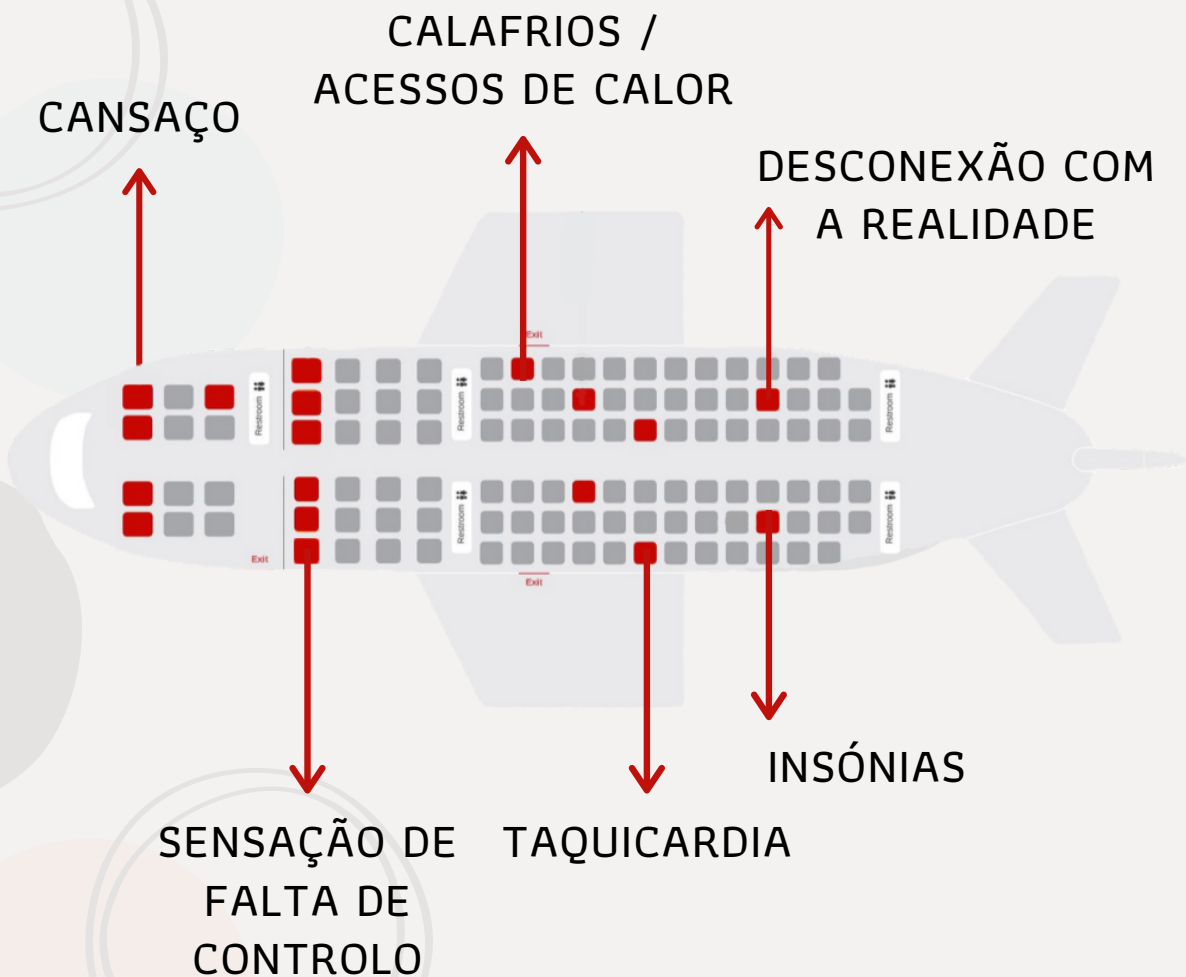 CALAFRIOS /
ACESSOS DE CALOR
CANSAÇO
DESCONEXÃO COM
A REALIDADE
Exit
Restroom
Restroom
Restroom
Restroom
Restroom
Exit
Exit
INSÓNIAS
SENSAÇÃO DE
FALTA DE
CONTROLO
TAQUICARDIA